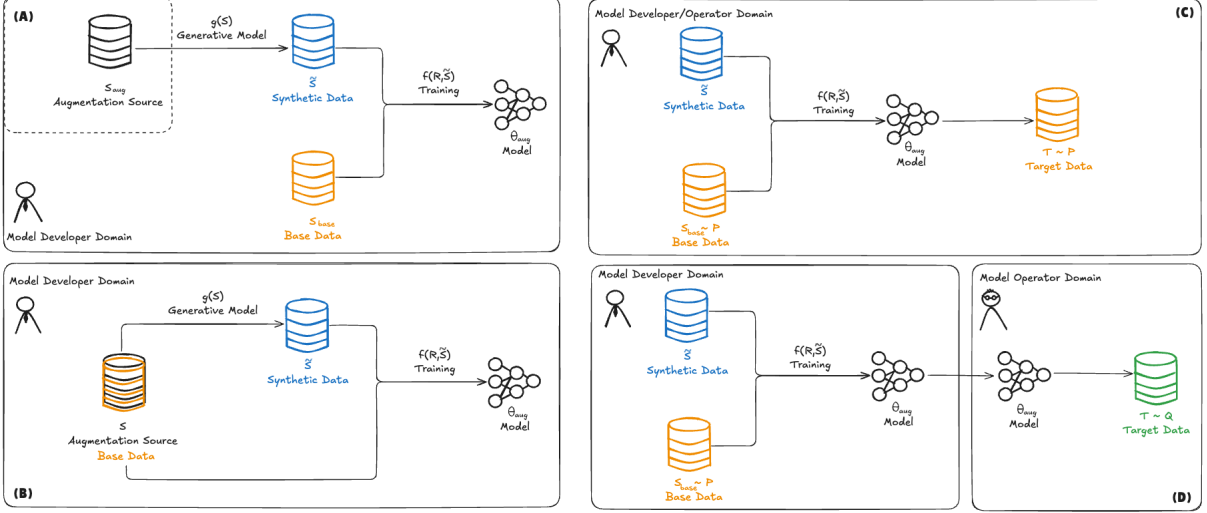 (A)
g(S)
Generative Model
S_aug
Augmentation Source
S̃
Synthetic Data
f(R,S̃)
Training
θ_aug
Model
S_base
Base Data
Model Developer Domain
Model Developer Domain
g(S)
Generative Model
S̃
Synthetic Data
f(R,S̃)
Training
θ_aug
Model
S
Augmentation Source
Base Data
(B)
Model Developer/Operator Domain
(C)
S̃
Synthetic Data
f(R,S̃)
Training
θ_aug
Model
T ~ P
Target Data
S_base ~ P
Base Data
Model Developer Domain
S̃
Synthetic Data
f(R,S̃)
Training
θ_aug
Model
S_base ~ P
Base Data
Model Operator Domain
θ_aug
Model
T ~ Q
Target Data
(D)